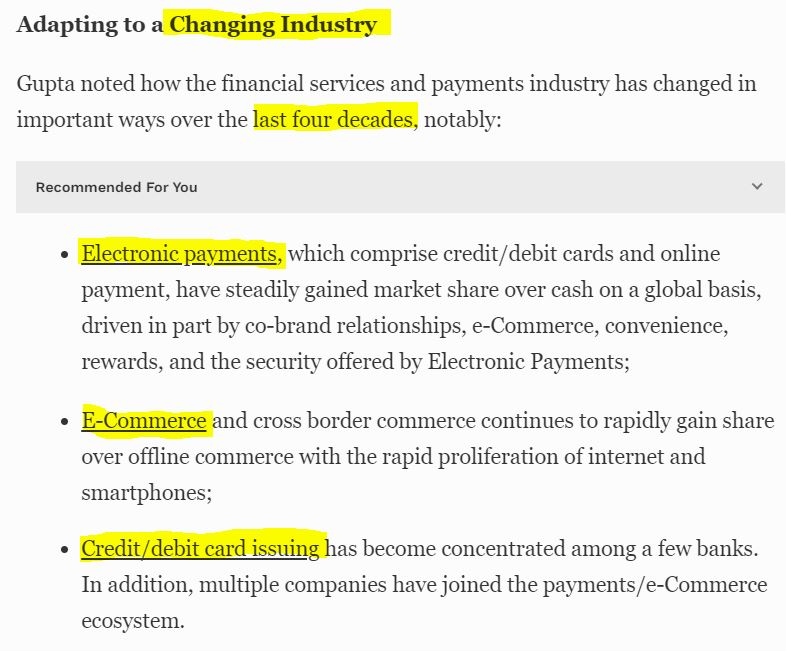 Adapting to a Changing Industry
Gupta noted how the financial services and payments industry has changed in
important ways over the last four decades, notably:
Recommended For You
• Electronic payments, which comprise credit/debit cards and online
payment, have steadily gained market share over cash on a global basis,
driven in part by co-brand relationships, e-Commerce, convenience,
rewards, and the security offered by Electronic Payments;
• E-Commerce and cross border commerce continues to rapidly gain share
over offline commerce with the rapid proliferation of internet and
smartphones;
• Credit/debit card issuing has become concentrated among a few banks.
In addition, multiple companies have joined the payments/e-Commerce
ecosystem.